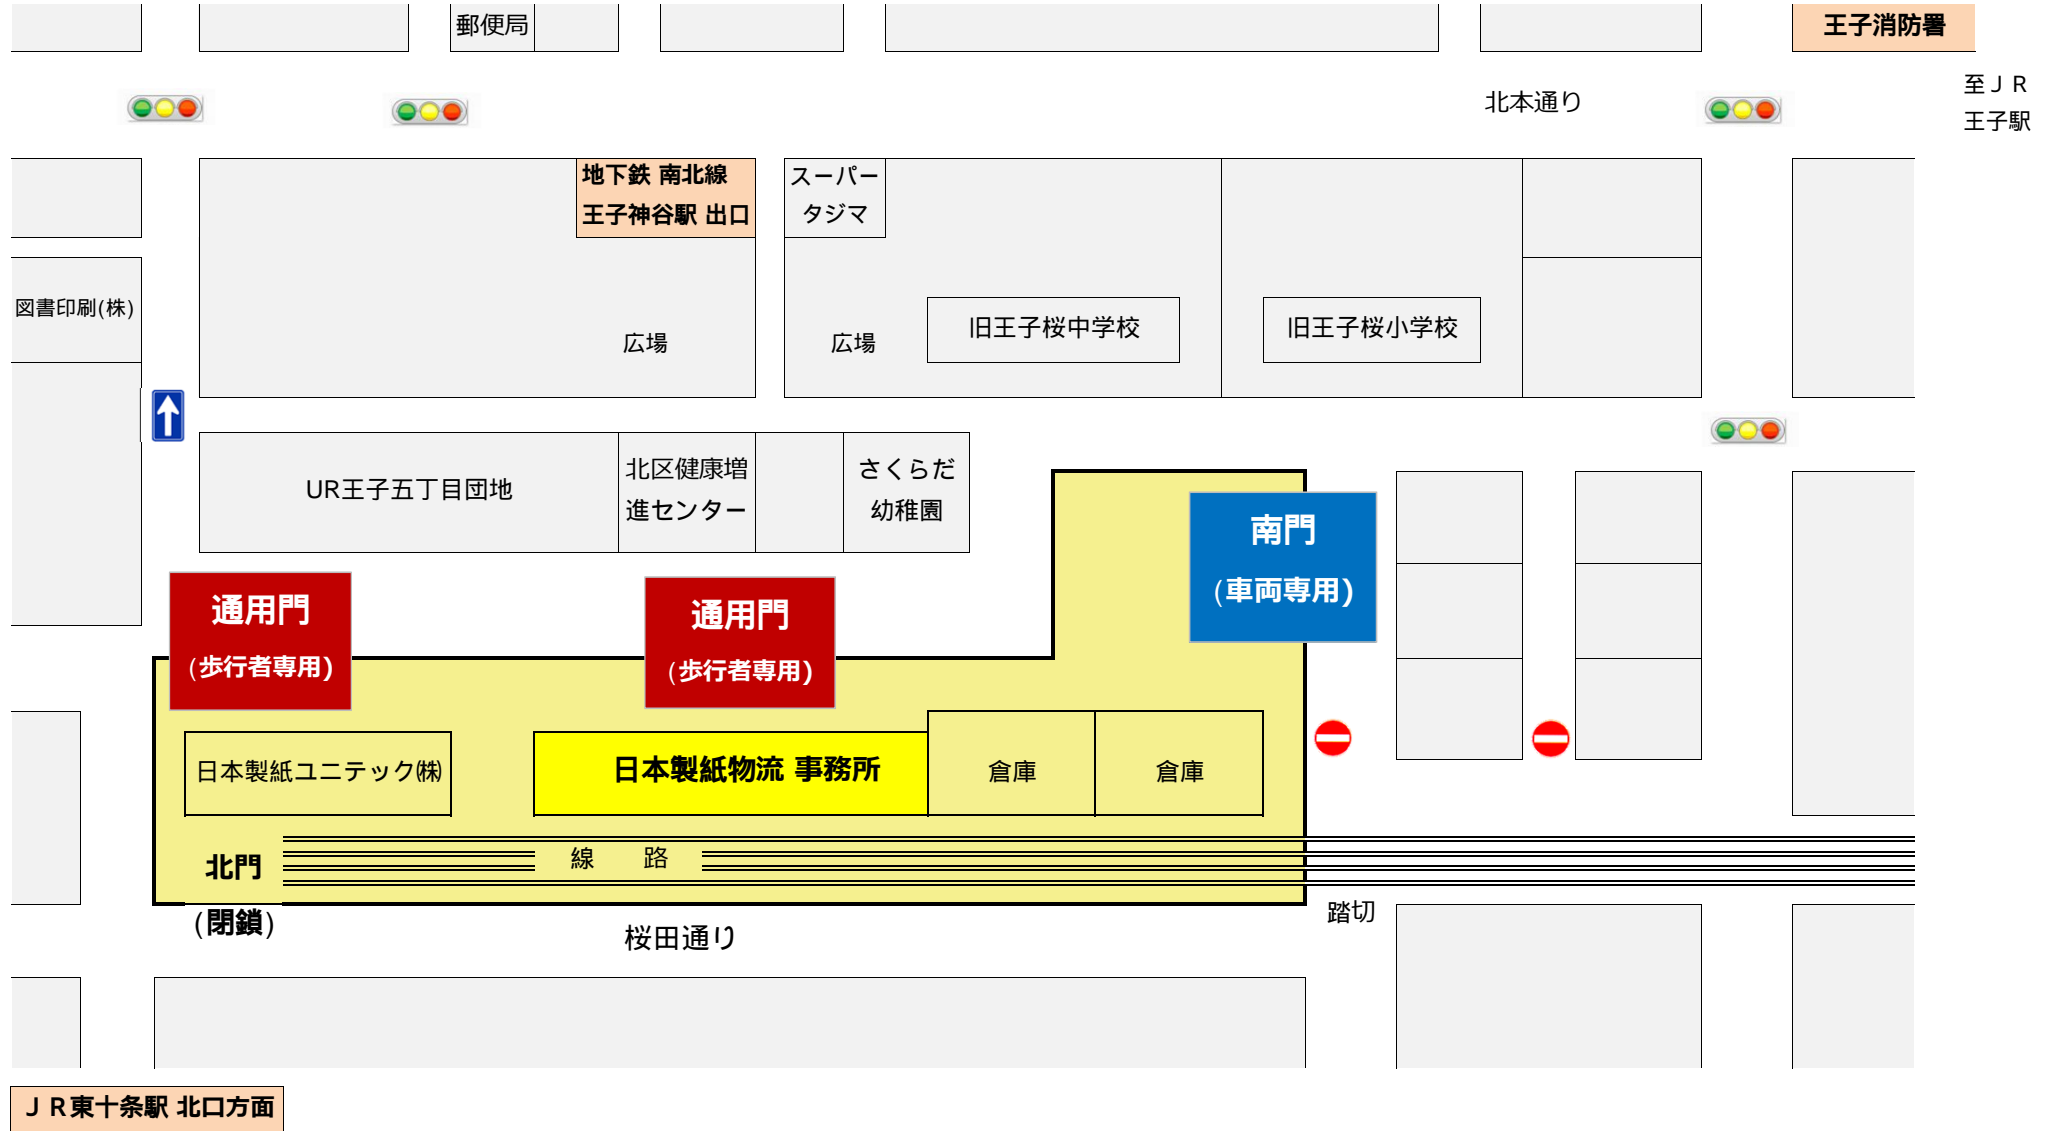 郵便局
王子消防署
北本通り
至ＪＲ
王子駅
地下鉄 南北線
王子神谷駅 出口
スーパー
タジマ
図書印刷(株)
広場
広場
旧王子桜中学校
旧王子桜小学校
UR王子五丁目団地
北区健康増
進センター
さくらだ
幼稚園
南門
(車両専用)
通用門
(歩行者専用)
通用門
(歩行者専用)
日本製紙ユニテック㈱
日本製紙物流 事務所
倉庫
倉庫
北門
(閉鎖)
線　路
踏切
桜田通り
ＪＲ東十条駅 北口方面